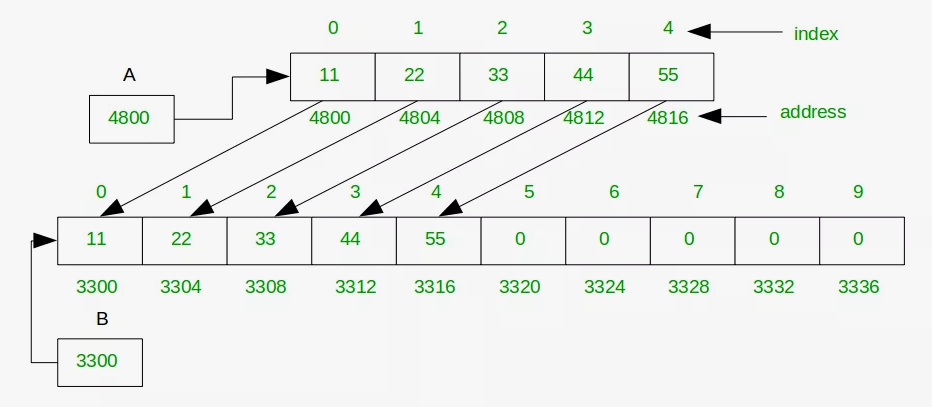 0 1 2 3 4 index
A 11 22 33 44 55
4800 4800 4804 4808 4812 4816 address
0 1 2 3 4 5 6 7 8 9
11 22 33 44 55 0 0 0 0 0
3300 3304 3308 3312 3316 3320 3324 3328 3332 3336
B
3300